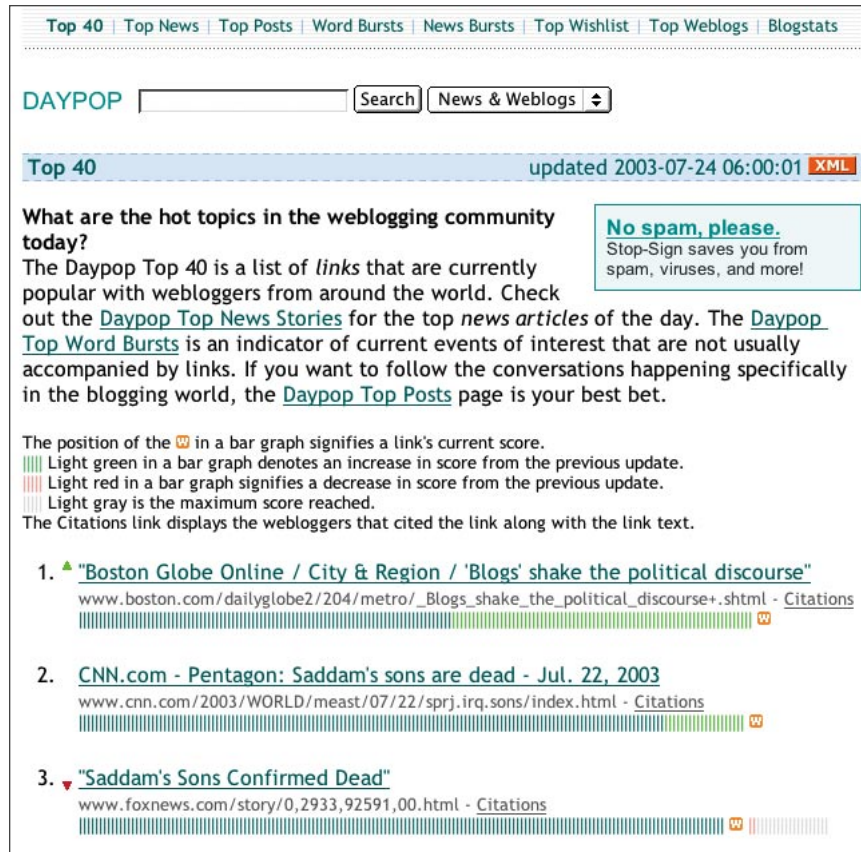 Top 40 | Top News | Top Posts | Word Bursts | News Bursts | Top Wishlist | Top Weblogs | Blogstats
DAYPOP Search News & Weblogs
Top 40 updated 2003-07-24 06:00:01 XML
What are the hot topics in the weblogging community
today?
No spam, please.
Stop-Sign saves you from
spam, viruses, and more!
The Daypop Top 40 is a list of links that are currently
popular with webloggers from around the world. Check
out the Daypop Top News Stories for the top news articles of the day. The Daypop
Top Word Bursts is an indicator of current events of interest that are not usually
accompanied by links. If you want to follow the conversations happening specifically
in the blogging world, the Daypop Top Posts page is your best bet.
The position of the W in a bar graph signifies a link's current score.
Light green in a bar graph denotes an increase in score from the previous update.
Light red in a bar graph signifies a decrease in score from the previous update.
Light gray is the maximum score reached.
The Citations link displays the webloggers that cited the link along with the link text.
1. "Boston Globe Online / City & Region / 'Blogs' shake the political discourse"
www.boston.com/dailyglobe2/204/metro/_Blogs_shake_the_political_discourse+.shtml - Citations
W
2. CNN.com - Pentagon: Saddam's sons are dead - Jul. 22, 2003
www.cnn.com/2003/WORLD/meast/07/22/sprj.irq.sons/index.html - Citations
W
3. "Saddam's Sons Confirmed Dead"
www.foxnews.com/story/0,2933,92591,00.html - Citations
W